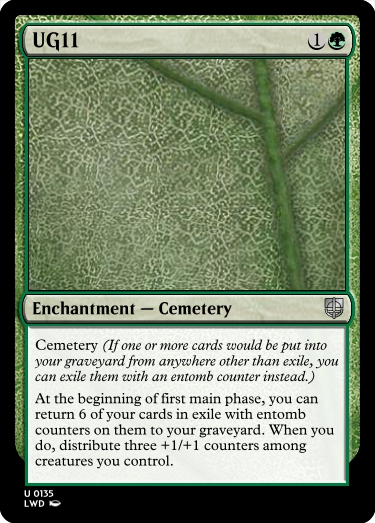 UG11
1
Enchantment — Cemetery
Cemetery (If one or more cards would be put into
your graveyard from anywhere other than exile, you
can exile them with an entomb counter instead.)
At the beginning of first main phase, you can
return 6 of your cards in exile with entomb
counters on them to your graveyard. When you
do, distribute three +1/+1 counters among
creatures you control.
U 0135
LWD